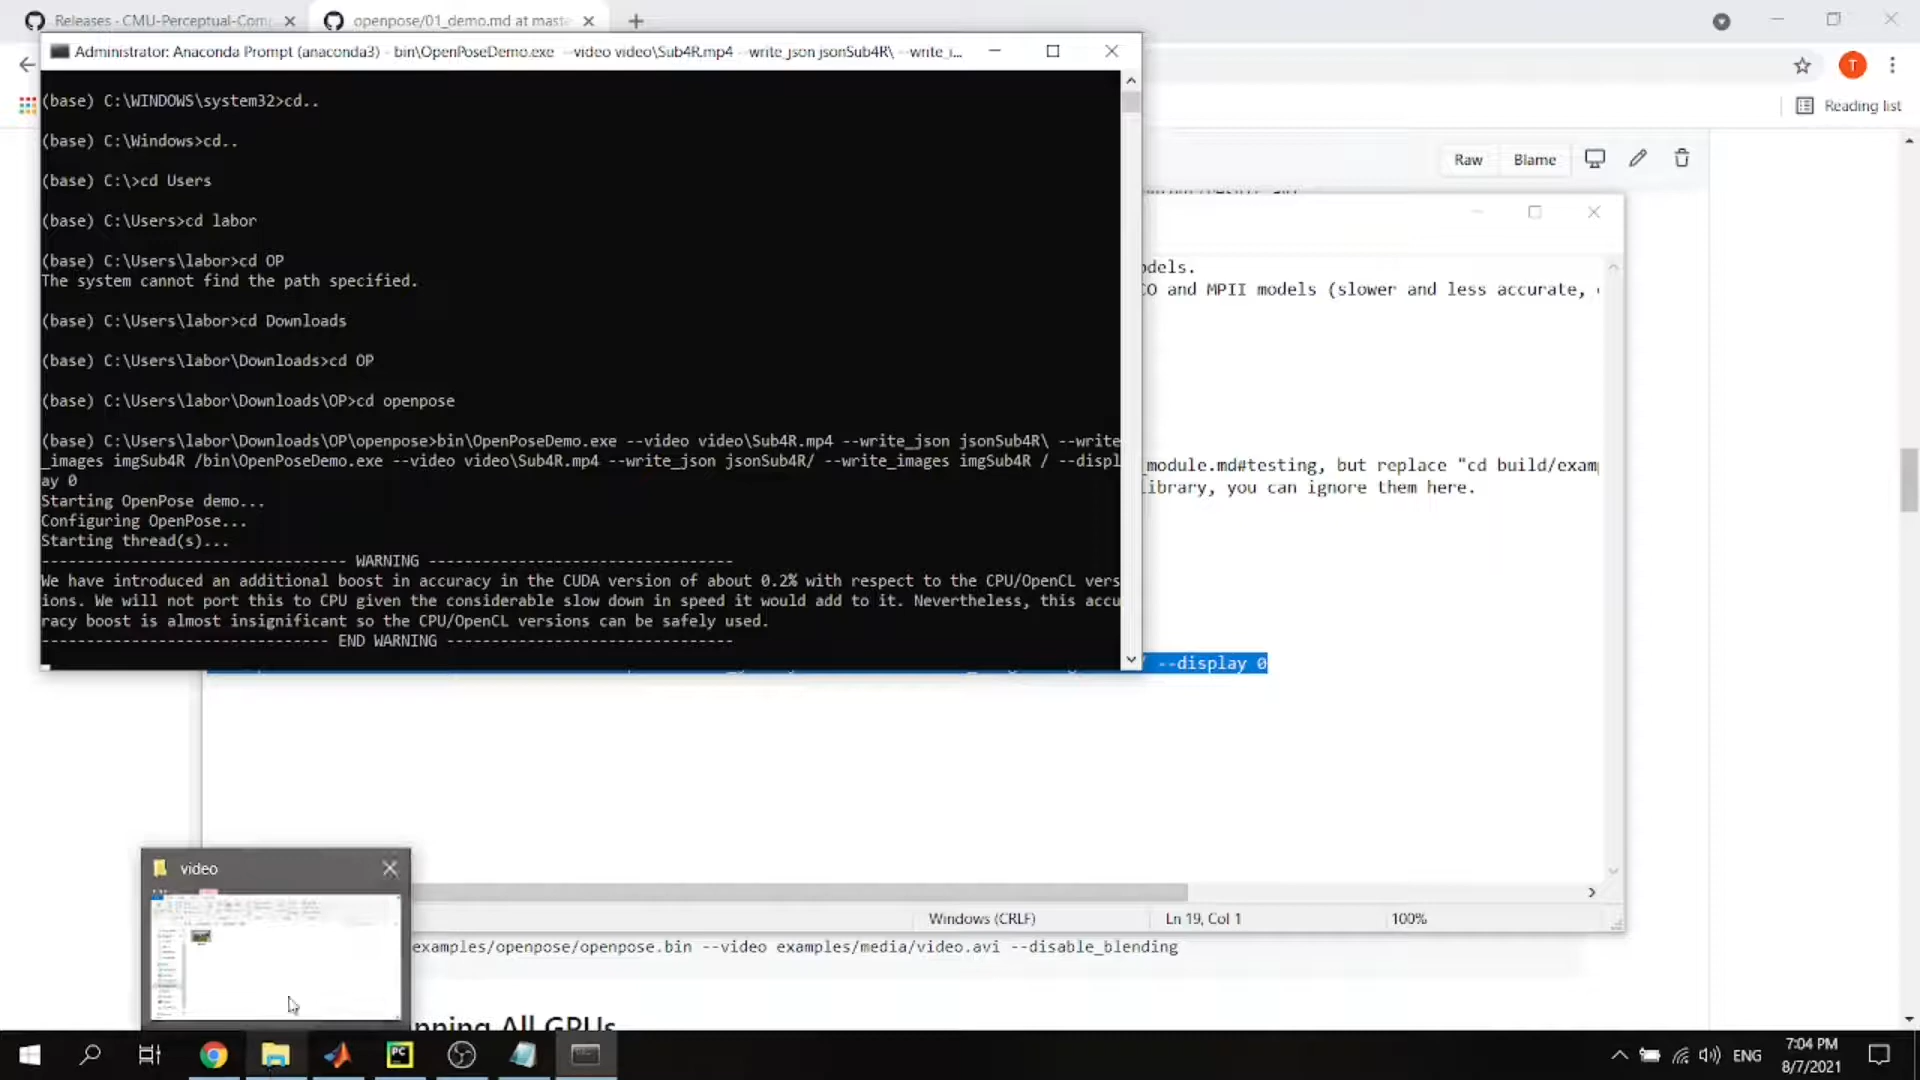 Releases · CMU-Perceptual-Com
openpose/01_demo.md at maste
Administrator: Anaconda Prompt (anaconda3) - bin\OpenPoseDemo.exe --video video\Sub4R.mp4 --write_json jsonSub4R\ --write_i...
Reading list
(base) C:\WINDOWS\system32>cd..
(base) C:\Windows>cd..
(base) C:\>cd Users
(base) C:\Users>cd labor
(base) C:\Users\labor>cd OP
The system cannot find the path specified.
(base) C:\Users\labor>cd Downloads
(base) C:\Users\labor\Downloads>cd OP
(base) C:\Users\labor\Downloads\OP>cd openpose
(base) C:\Users\labor\Downloads\OP\openpose>bin\OpenPoseDemo.exe --video video\Sub4R.mp4 --write_json jsonSub4R\ --write
_images imgSub4R /bin\OpenPoseDemo.exe --video video\Sub4R.mp4 --write_json jsonSub4R/ --write_images imgSub4R / --displ
ay 0
Starting OpenPose demo...
Configuring OpenPose...
Starting thread(s)...
---------------------------------- WARNING ----------------------------------
We have introduced an additional boost in accuracy in the CUDA version of about 0.2% with respect to the CPU/OpenCL vers
ions. We will not port this to CPU given the considerable slow down in speed it would add to it. Nevertheless, this accu
racy boost is almost insignificant so the CPU/OpenCL versions can be safely used.
-------------------------------- END WARNING --------------------------------
Raw
Blame
dels.
CO and MPII models (slower and less accurate,
_module.md#testing, but replace "cd build/exam
ibrary, you can ignore them here.
/ --display 0
video
Windows (CRLF)
Ln 19, Col 1
100%
examples/openpose/openpose.bin --video examples/media/video.avi --disable_blending
nning All GPUs
T
PC
ENG
7:04 PM
8/7/2021